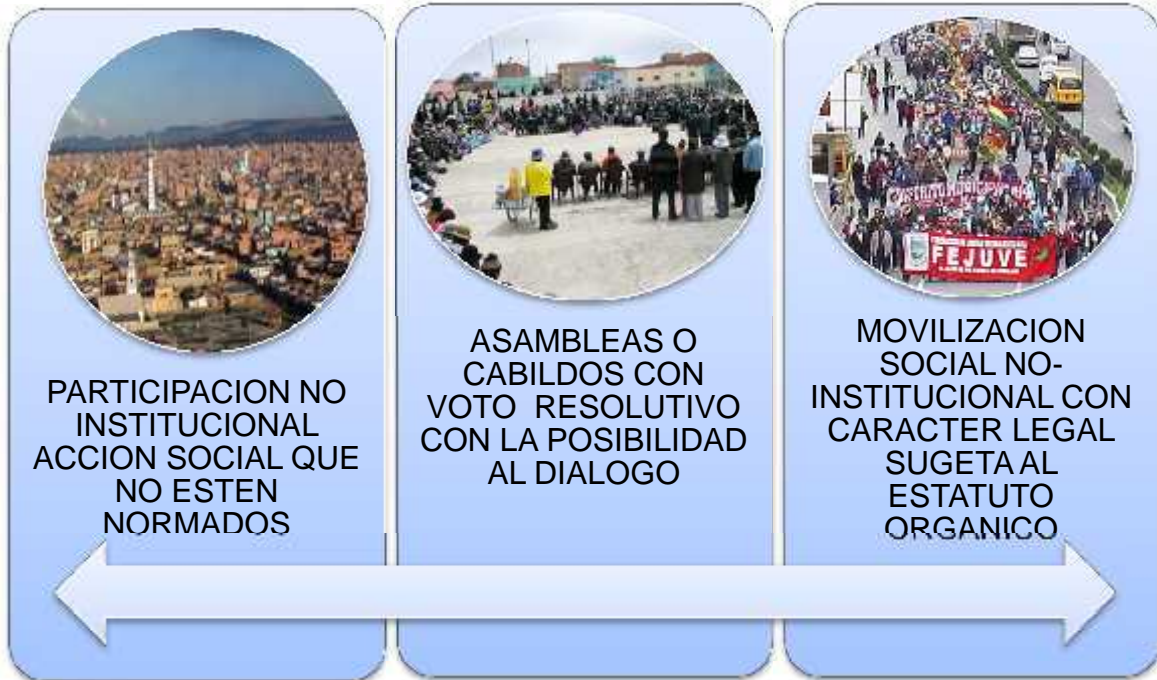 PARTICIPACION NO
INSTITUCIONAL
ACCION SOCIAL QUE
NO ESTEN
NORMADOS
ASAMBLEAS O
CABILDOS CON
VOTO RESOLUTIVO
CON LA POSIBILIDAD
AL DIALOGO
FEJUVE
MOVILIZACION
SOCIAL NO-
INSTITUCIONAL CON
CARACTER LEGAL
SUGETA AL
ESTATUTO
ORGANICO